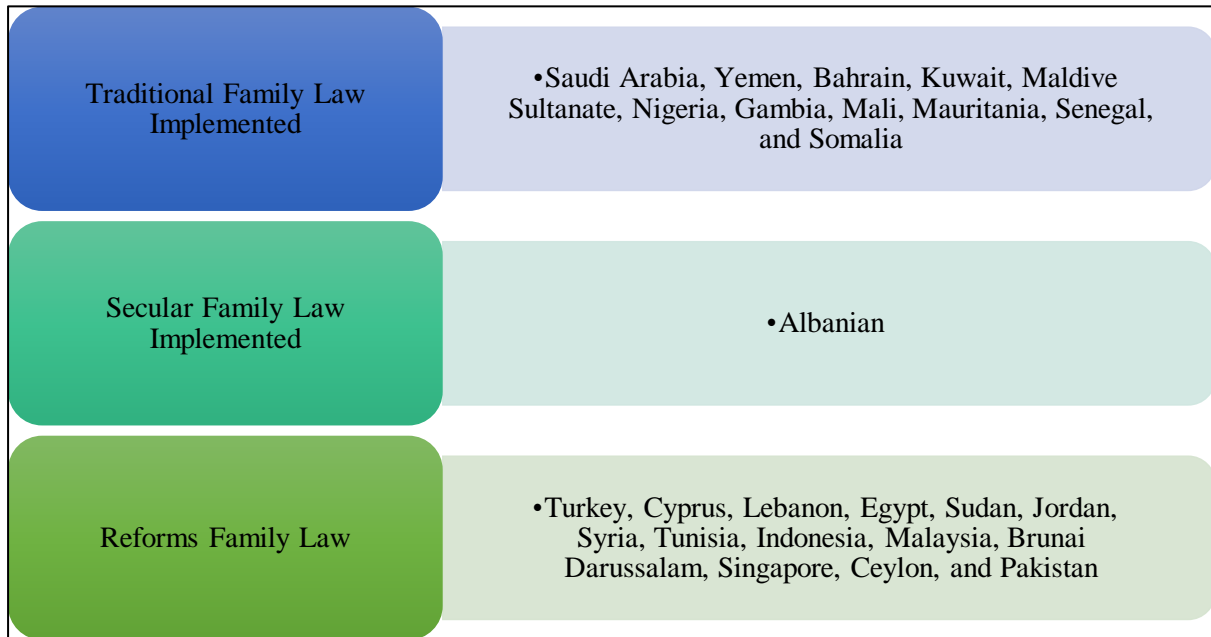 Traditional Family Law
Implemented
•Saudi Arabia, Yemen, Bahrain, Kuwait, Maldive
Sultanate, Nigeria, Gambia, Mali, Mauritania, Senegal,
and Somalia
Secular Family Law
Implemented
•Albanian
Reforms Family Law
•Turkey, Cyprus, Lebanon, Egypt, Sudan, Jordan,
Syria, Tunisia, Indonesia, Malaysia, Brunai
Darussalam, Singapore, Ceylon, and Pakistan